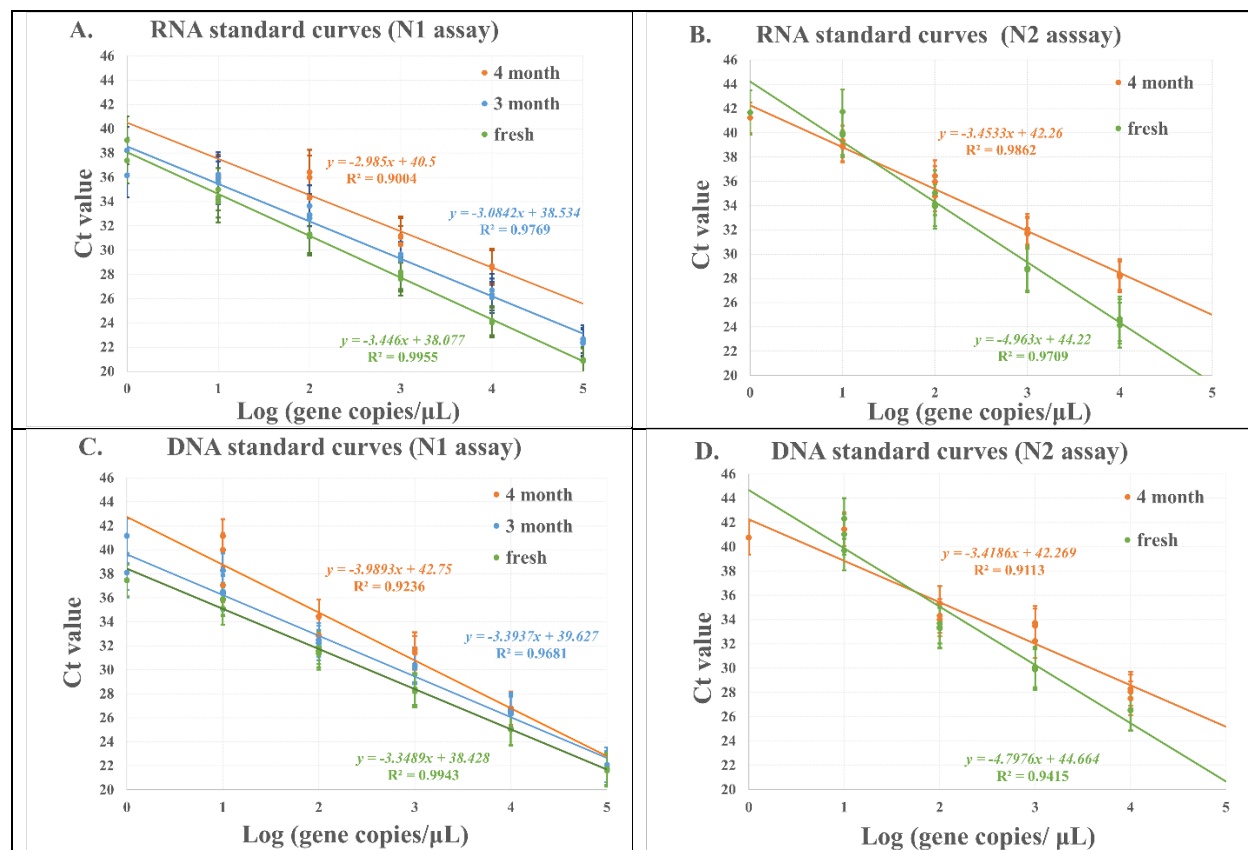 A. RNA standard curves (N1 assay)
46
44
42
40
38
36
34
32
30
28
26
24
22
20
Ct value
4 month
3 month
fresh
y = -2.985x + 40.5
R² = 0.9004
y = -3.0842x + 38.534
R² = 0.9769
y = -3.446x + 38.077
R² = 0.9955
0 1 2 3 4 5
Log (gene copies/µL)
B. RNA standard curves (N2 asssay)
46
44
42
40
38
36
34
32
30
28
26
24
22
20
Ct value
4 month
fresh
y = -3.4533x + 42.26
R² = 0.9862
y = -4.963x + 44.22
R² = 0.9709
0 1 2 3 4 5
Log (gene copies/µL)
C. DNA standard curves (N1 assay)
46
44
42
40
38
36
34
32
30
28
26
24
22
20
Ct value
4 month
3 month
fresh
y = -3.9893x + 42.75
R² = 0.9236
y = -3.3937x + 39.627
R² = 0.9681
y = -3.3489x + 38.428
R² = 0.9943
0 1 2 3 4 5
Log (gene copies/µL)
D. DNA standard curves (N2 assay)
46
44
42
40
38
36
34
32
30
28
26
24
22
20
Ct value
4 month
fresh
y = -3.4186x + 42.269
R² = 0.9113
y = -4.7976x + 44.664
R² = 0.9415
0 1 2 3 4 5
Log (gene copies/ µL)